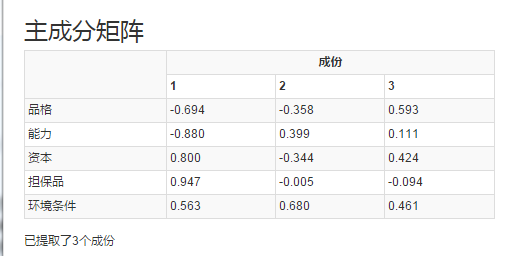 主成分矩阵
成份
1 2 3
品格 -0.694 -0.358 0.593
能力 -0.880 0.399 0.111
资本 0.800 -0.344 0.424
担保品 0.947 -0.005 -0.094
环境条件 0.563 0.680 0.461
已提取了3个成份